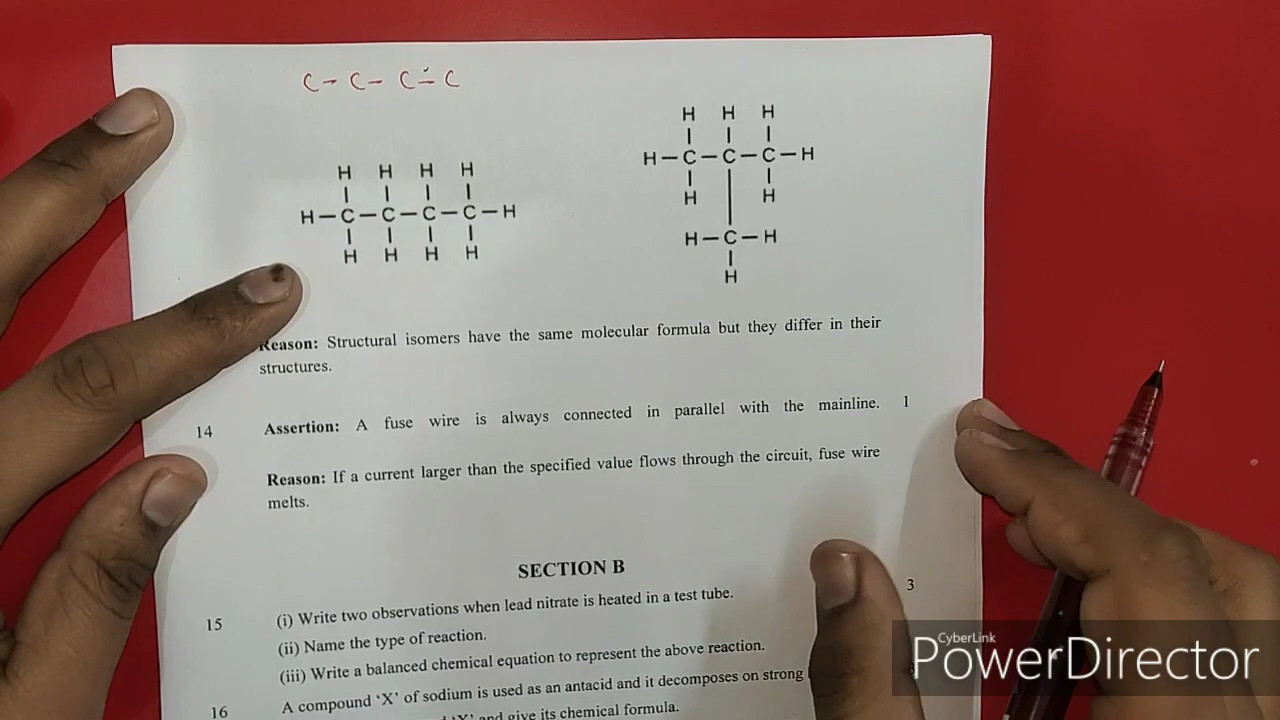 C - C - C = C
H H H
H H H H
H—C—C—C—H
H—C—C—C—C—H
H H
H H H H
H—C—H
H
Reason: Structural isomers have the same molecular formula but they differ in their
structures.
14 Assertion: A fuse wire is always connected in parallel with the mainline. 1
Reason: If a current larger than the specified value flows through the circuit, fuse wire
melts.
SECTION B
15 (i) Write two observations when lead nitrate is heated in a test tube. 3
(ii) Name the type of reaction.
(iii) Write a balanced chemical equation to represent the above reaction.
16 A compound ‘X’ of sodium is used as an antacid and it decomposes on strong
‘X’ and give its chemical formula.
CyberLink
PowerDirector